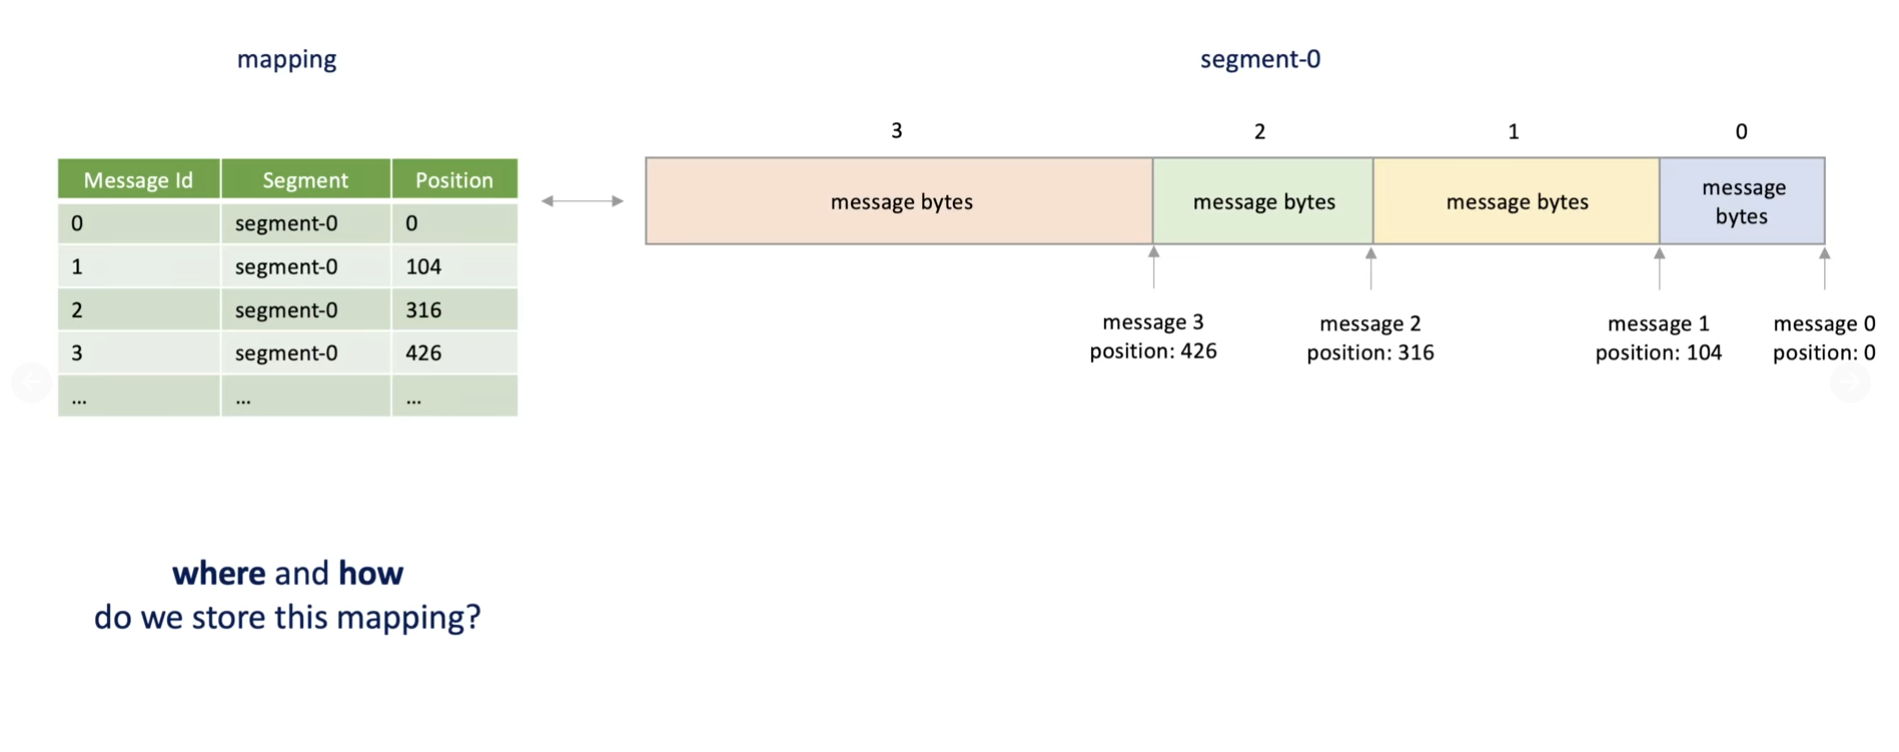 mapping
segment-0
Message Id Segment Position
0 segment-0 0
1 segment-0 104
2 segment-0 316
3 segment-0 426
... ... ...
3 2 1 0
message bytes message bytes message bytes message
bytes
message 3 message 2 message 1 message 0
position: 426 position: 316 position: 104 position: 0
where and how
do we store this mapping?